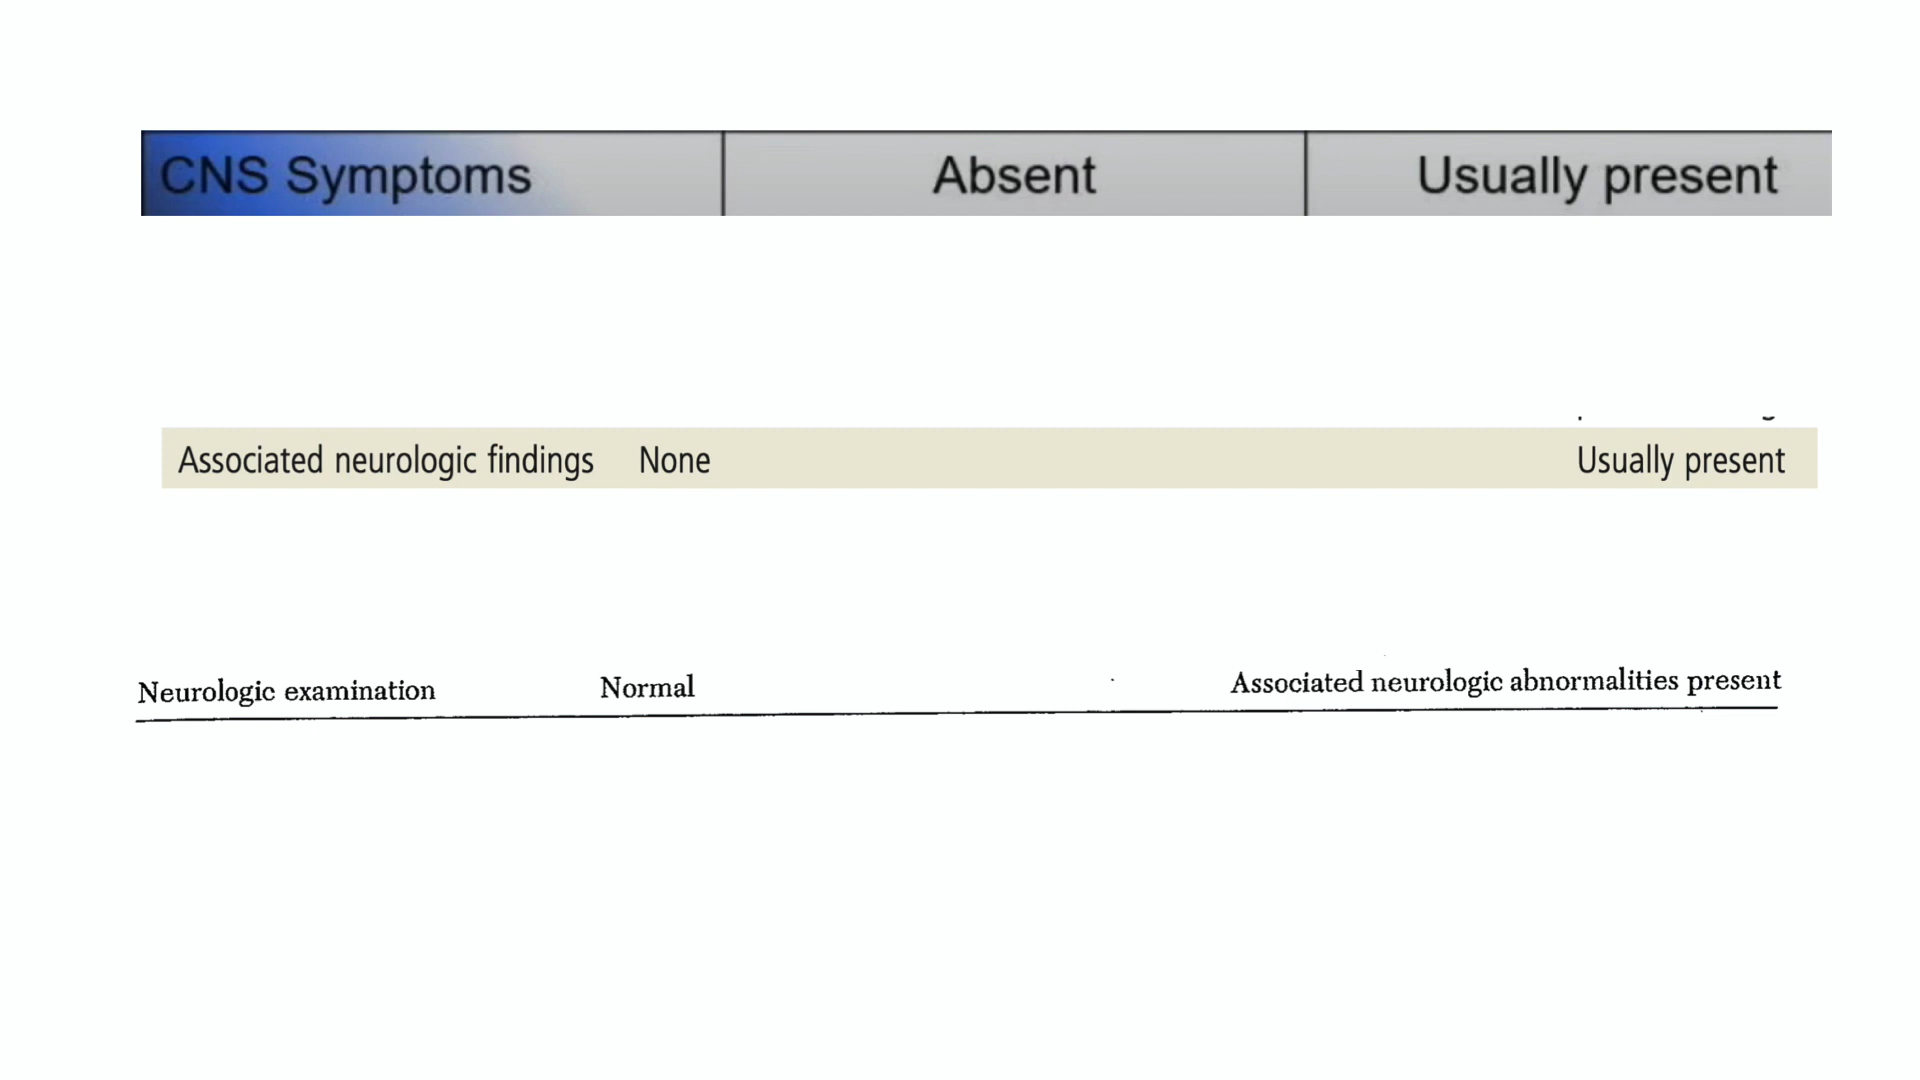 CNS Symptoms Absent Usually present
Associated neurologic findings None Usually present
Neurologic examination Normal Associated neurologic abnormalities present